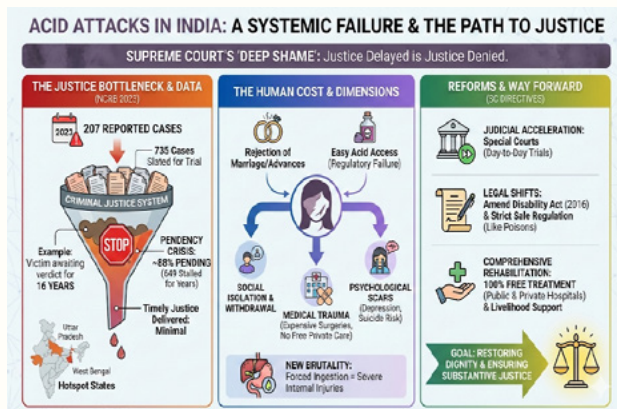 ACID ATTACKS IN INDIA: A SYSTEMIC FAILURE & THE PATH TO JUSTICE
SUPREME COURT'S 'DEEP SHAME': Justice Delayed is Justice Denied.
THE JUSTICE BOTTLENECK & DATA
(NCRB 2023)
2023
207 REPORTED CASES
735 Cases
Slated for Trial
CRIMINAL JUSTICE SYSTEM
STOP
Example:
Victim awaiting
verdict for
16 YEARS
PENDENCY
CRISIS:
~88% PENDING
(649 Stalled
for Years)
Timely Justice
Delivered:
Minimal
Uttar
Pradesh
West Bengal
Hotspot States
THE HUMAN COST & DIMENSIONS
Rejection of
Marriage/Advances
Easy Acid Access
(Regulatory Failure)
SOCIAL
ISOLATION &
WITHDRAWAL
MEDICAL TRAUMA
(Expensive Surgeries,
No Free Private Care)
PSYCHOLOGICAL
SCARS
(Depression,
Suicide Risk)
NEW BRUTALITY:
Forced Ingestion = Severe
Internal Injuries
REFORMS & WAY FORWARD
(SC DIRECTIVES)
JUDICIAL ACCELERATION:
Special Courts
(Day-to-Day Trials)
LEGAL SHIFTS:
Amend Disability Act (2016)
& Strict Sale Regulation
(Like Poisons)
COMPREHENSIVE
REHABILITATION:
100% FREE TREATMENT
(Public & Private Hospitals)
& Livelihood Support
GOAL: RESTORING
DIGNITY & ENSURING
SUBSTANTIVE JUSTICE